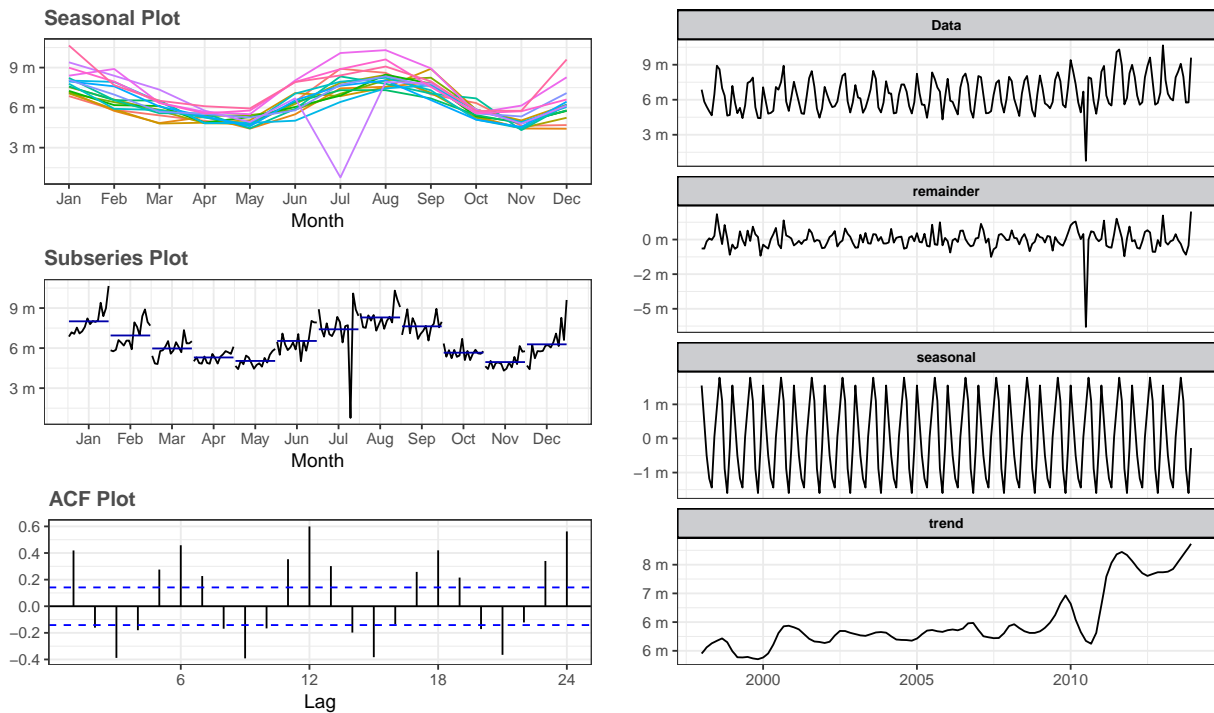 Seasonal Plot
9 m
6 m
3 m
Jan Feb Mar Apr May Jun Jul Aug Sep Oct Nov Dec
Month
Subseries Plot
9 m
6 m
3 m
Jan Feb Mar Apr May Jun Jul Aug Sep Oct Nov Dec
Month
ACF Plot
0.6
0.4
0.2
0.0
−0.2
−0.4
6 12 18 24
Lag
Data
9 m
6 m
3 m
remainder
0 m
−2 m
−5 m
seasonal
1 m
0 m
−1 m
trend
8 m
7 m
6 m
6 m
2000 2005 2010